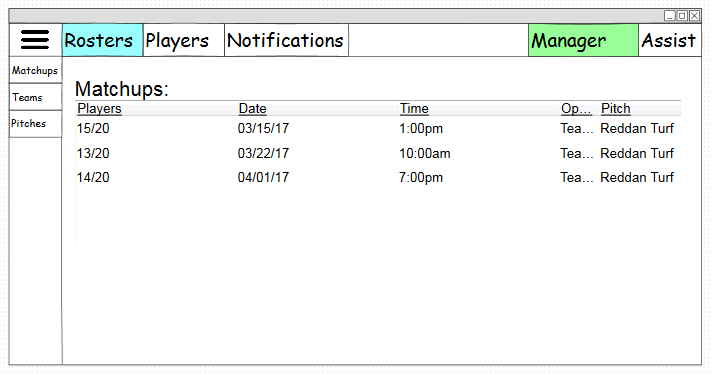 Rosters Players Notifications Manager Assist
Matchups
Teams
Pitches
Matchups:
Players Date Time Op... Pitch
15/20 03/15/17 1:00pm Tea... Reddan Turf
13/20 03/22/17 10:00am Tea... Reddan Turf
14/20 04/01/17 7:00pm Tea... Reddan Turf